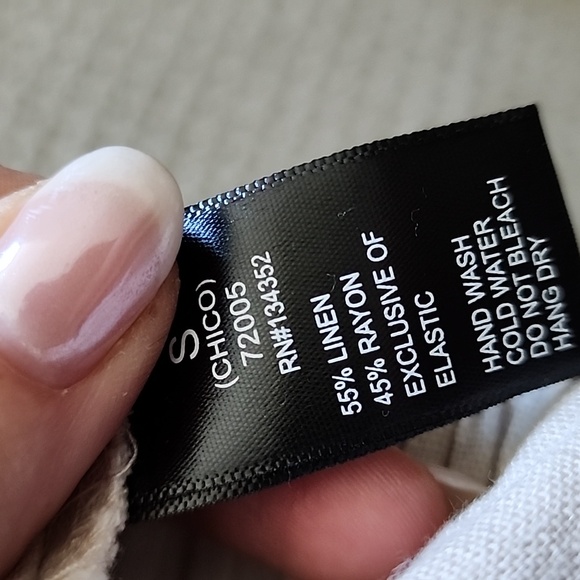 S
(CHICO)
72005
RN#134352
55% LINEN
45% RAYON
EXCLUSIVE OF
ELASTIC
HAND WASH
COLD WATER
DO NOT BLEACH
HANG DRY